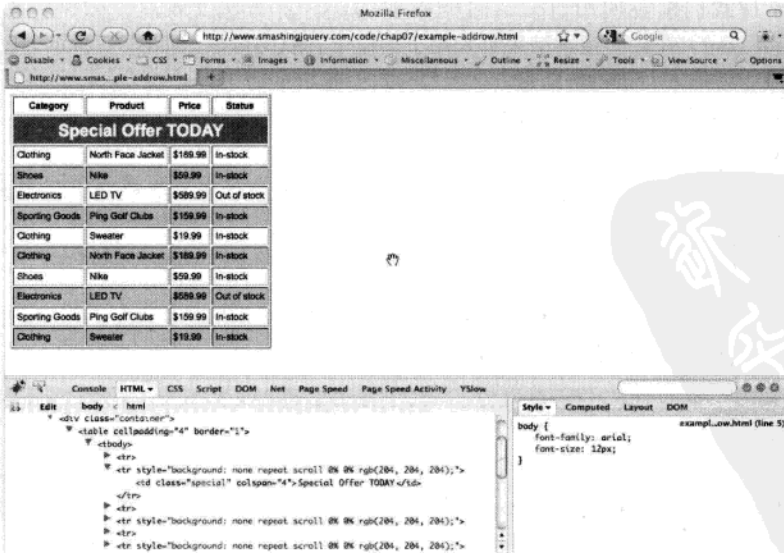 Mozilla Firefox
http://www.smashingjquery.com/code/chap07/example-addrow.html
Google
Disable Cookies CSS Forms Images Information Miscellaneous Outline Resize Tools View Source Options
http://www.smas...ple-addrow.html
Category Product Price Status
Special Offer TODAY
Clothing North Face Jacket $189.99 In-stock
Shoes Nike $59.99 In-stock
Electronics LED TV $589.99 Out of stock
Sporting Goods Ping Golf Clubs $159.99 In-stock
Clothing Sweater $19.99 In-stock
Clothing North Face Jacket $189.99 In-stock
Shoes Nike $59.99 In-stock
Electronics LED TV $589.99 Out of stock
Sporting Goods Ping Golf Clubs $159.99 In-stock
Clothing Sweater $19.99 In-stock
Console HTML CSS Script DOM Net Page Speed Page Speed Activity YSlow
Edit body < html
<div class="container">
<table cellpadding="4" border="1">
<tbody>
<tr>
<tr style="background: none repeat scroll 0% 0% rgb(204, 204, 204);">
<td class="special" colspan="4">Special Offer TODAY</td>
</tr>
<tr>
<tr style="background: none repeat scroll 0% 0% rgb(204, 204, 204);">
<tr>
<tr style="background: none repeat scroll 0% 0% rgb(204, 204, 204);">
Style Computed Layout DOM
body {
exampl...ow.html (line 5)
font-family: arial;
font-size: 12px;
}